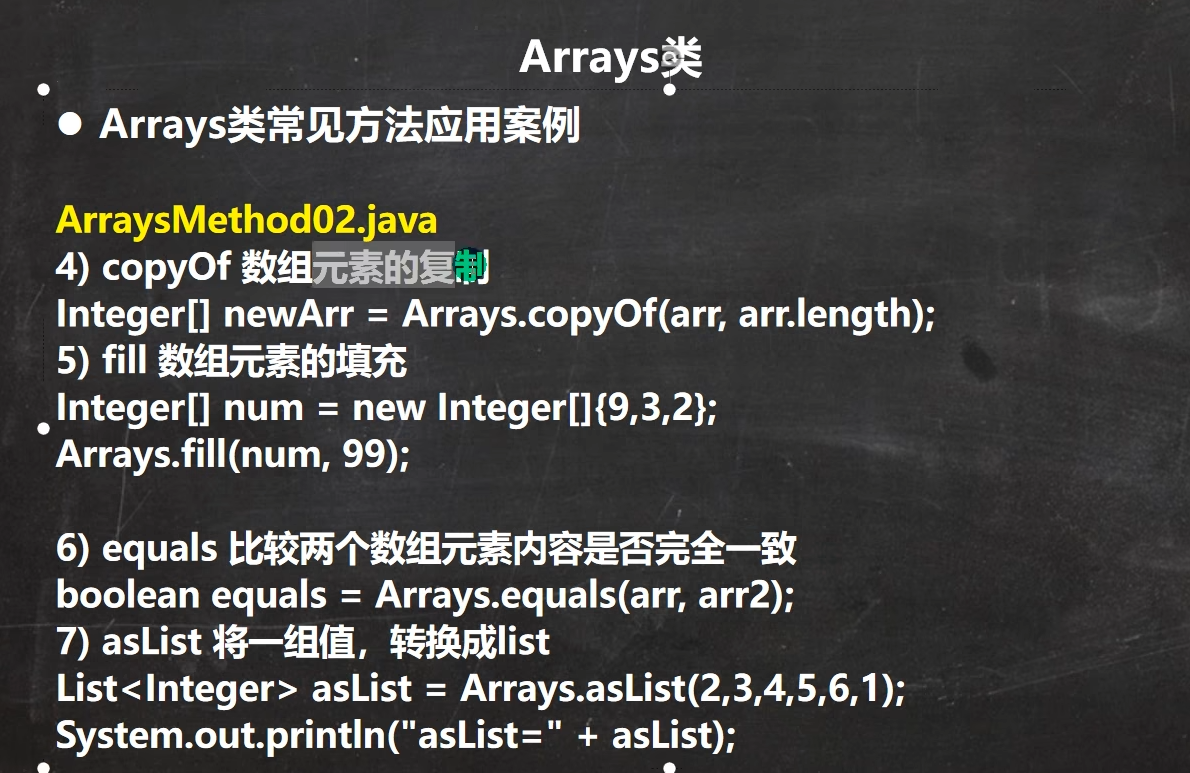 Arrays类
● Arrays类常见方法应用案例
ArraysMethod02.java
4) copyOf 数组元素的复制
Integer[] newArr = Arrays.copyOf(arr, arr.length);
5) fill 数组元素的填充
Integer[] num = new Integer[]{9,3,2};
Arrays.fill(num, 99);
6) equals 比较两个数组元素内容是否完全一致
boolean equals = Arrays.equals(arr, arr2);
7) asList 将一组值，转换成list
List<Integer> asList = Arrays.asList(2,3,4,5,6,1);
System.out.println("asList=" + asList);